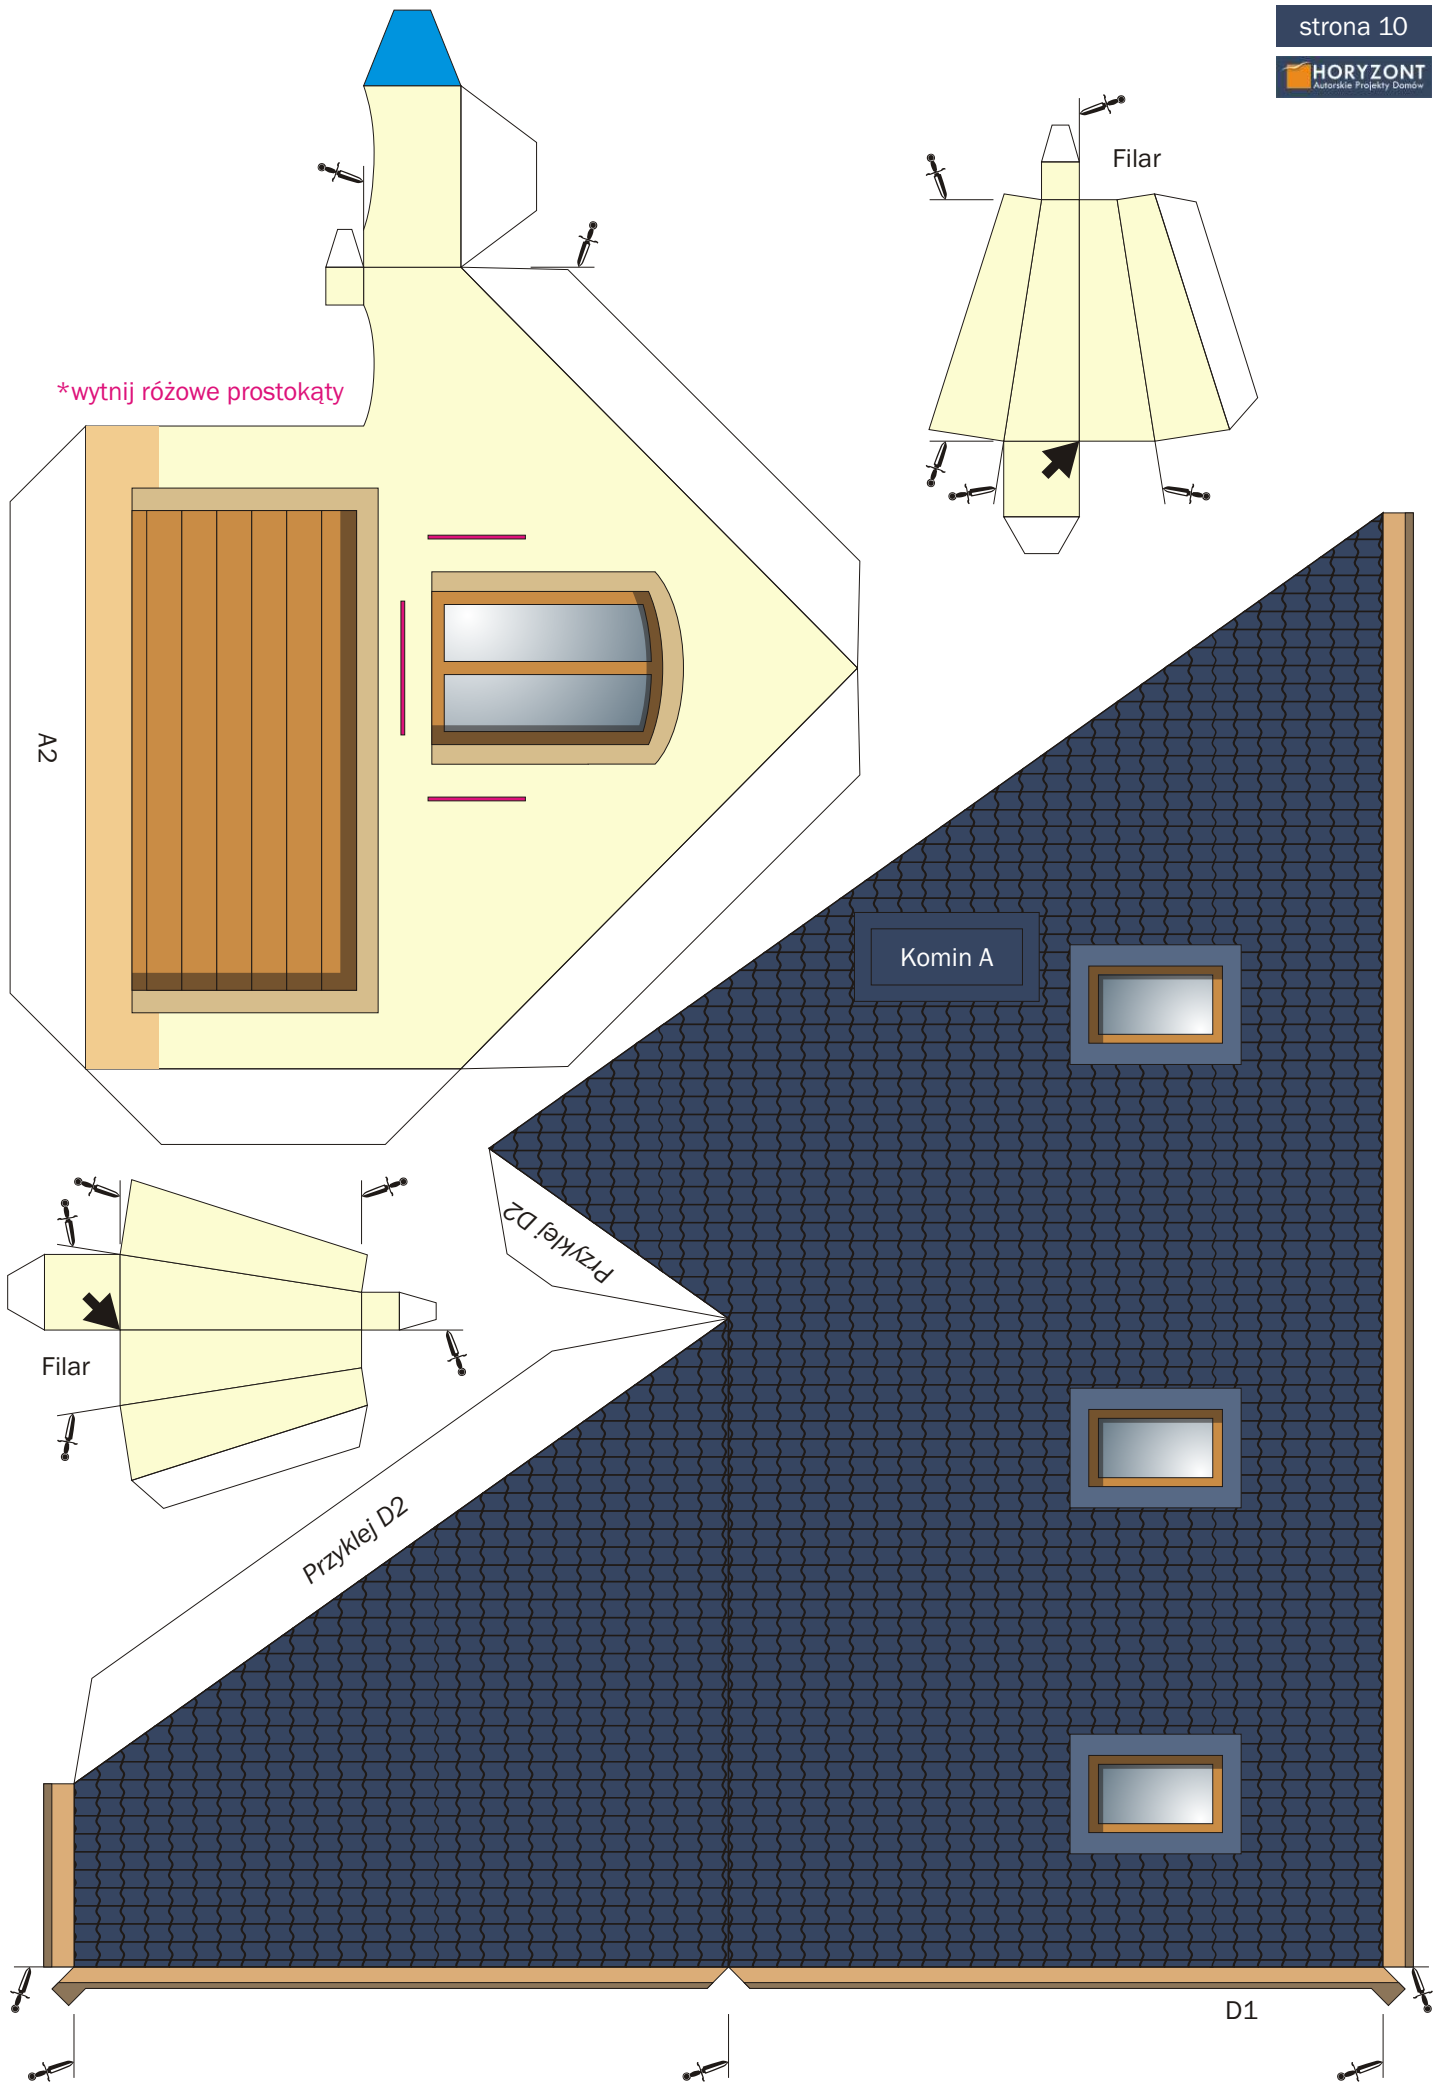 strona 10
HORYZONT
Autorskie Projekty Domów
Filar
*wytnij różowe prostokąty
A2
Komin A
Przyklej D2
Filar
Przyklej D2
D1